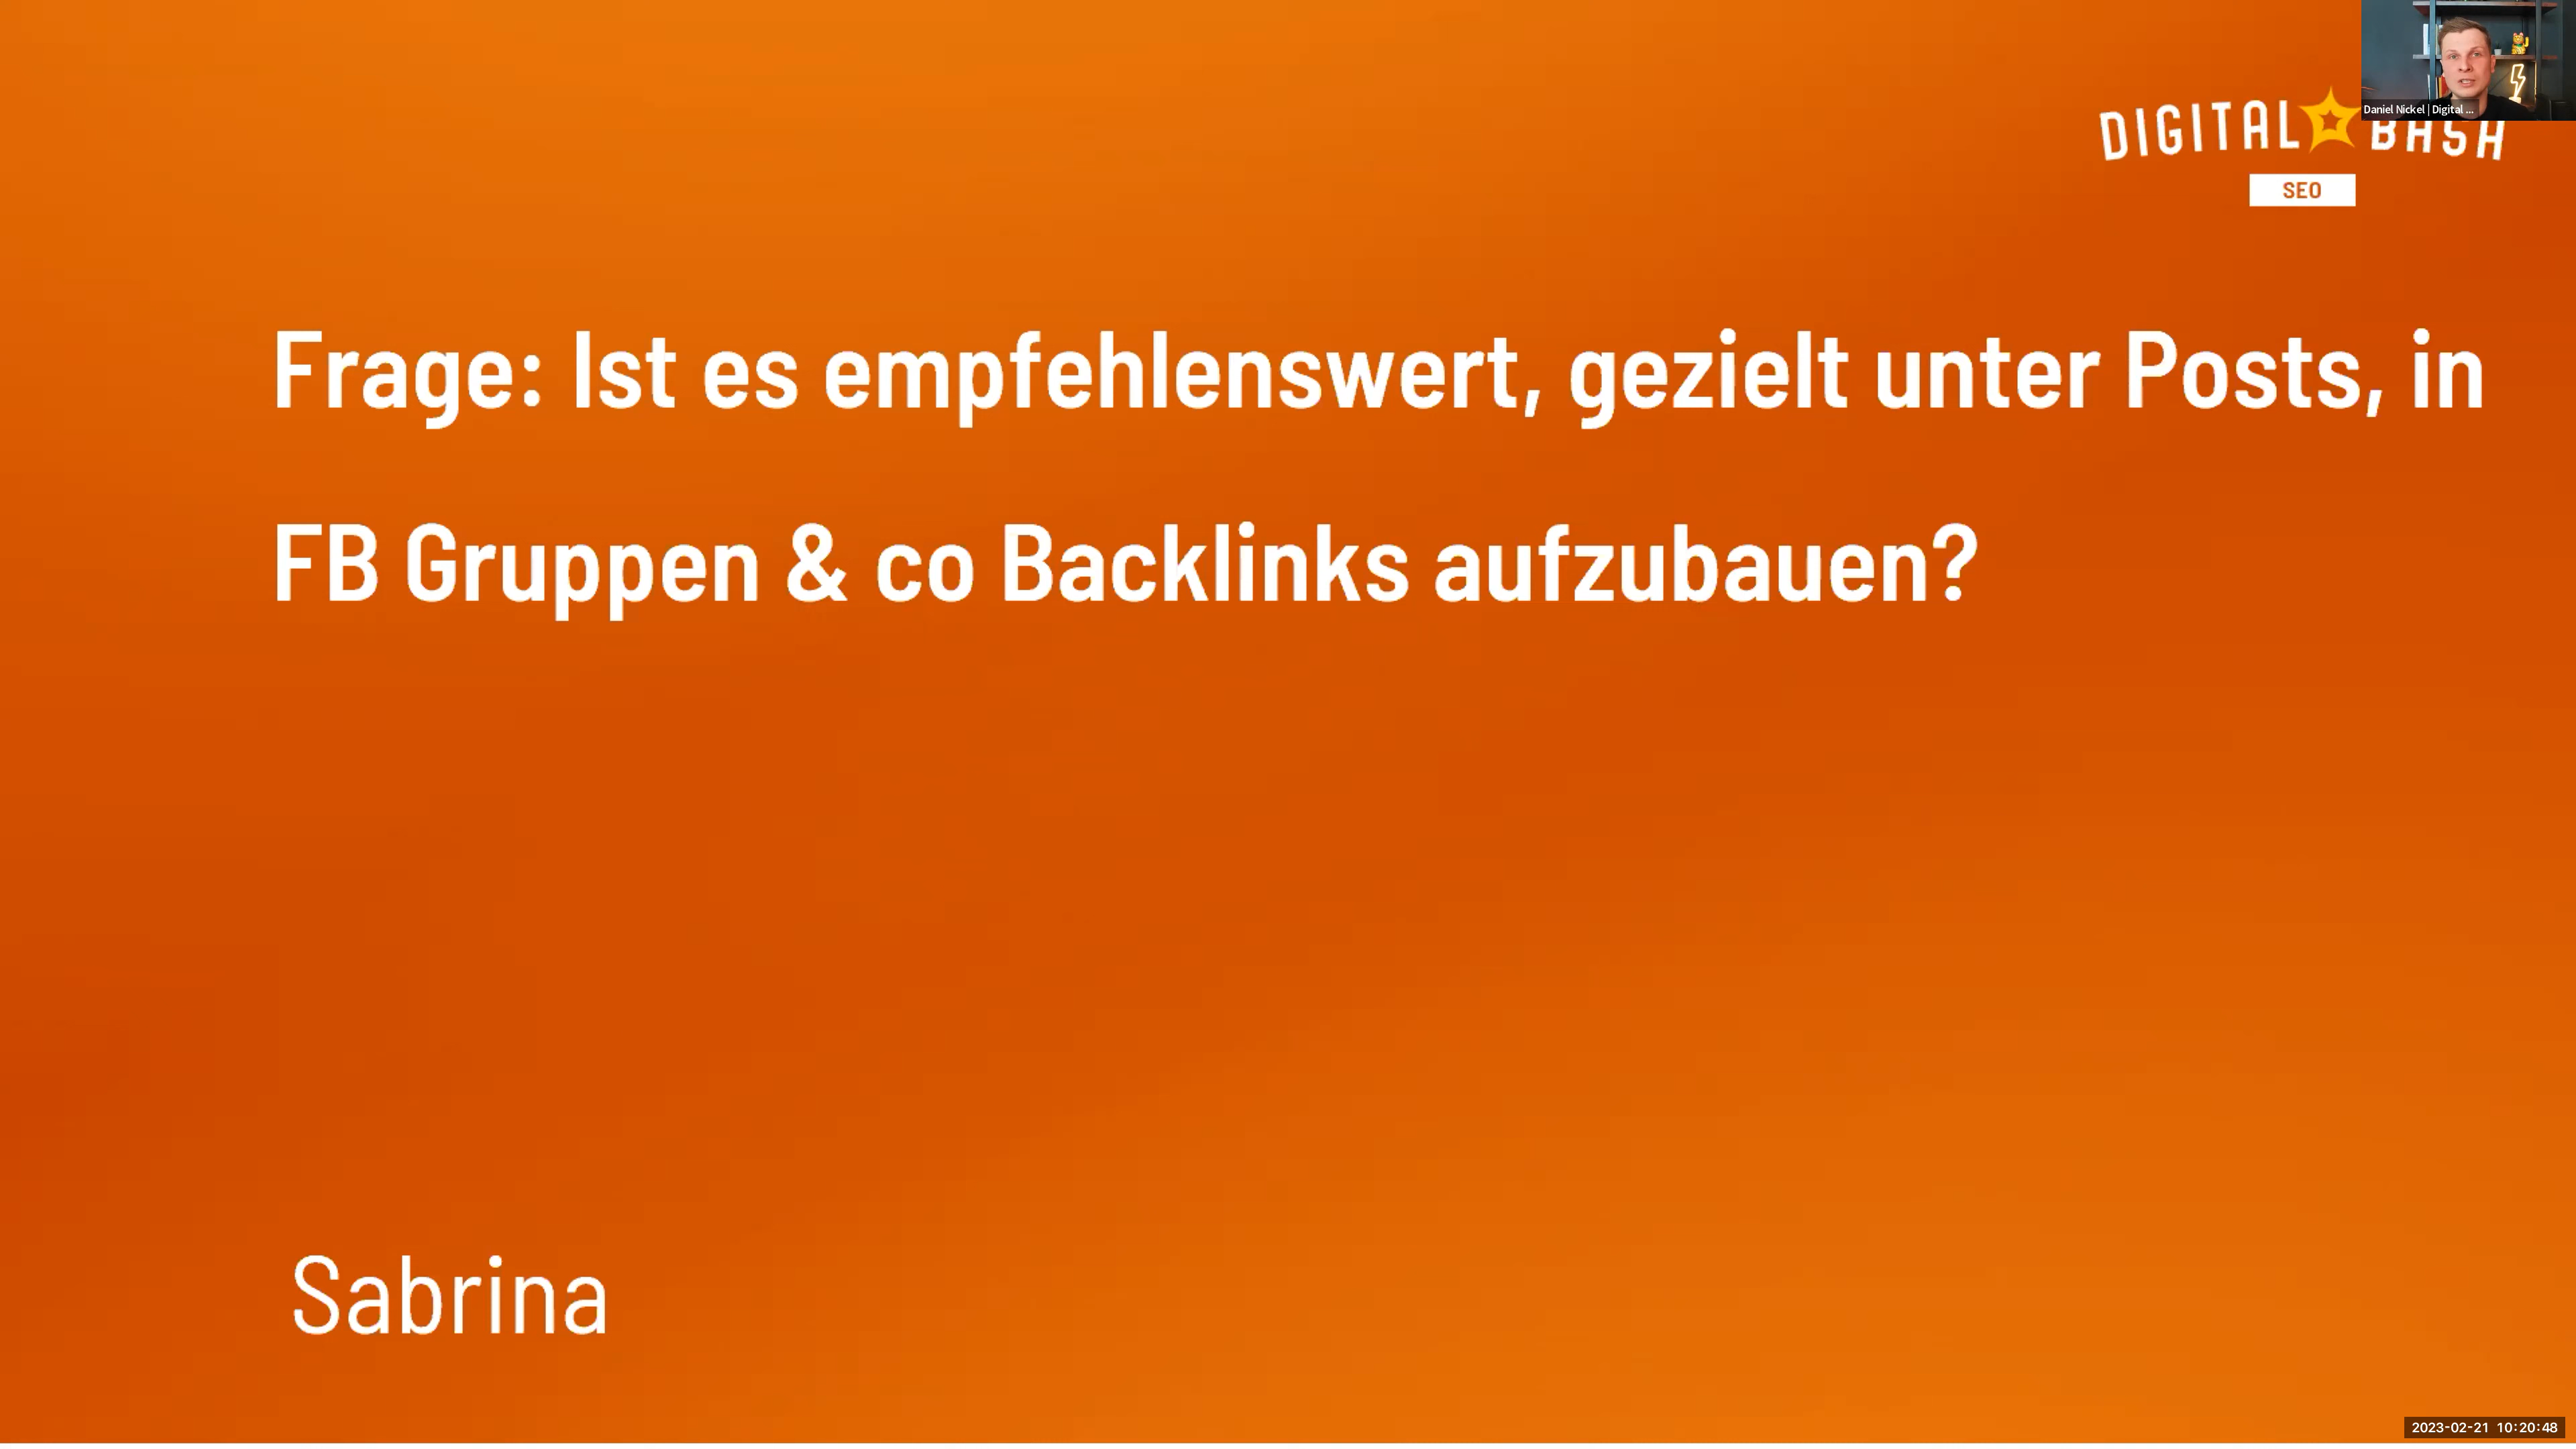 Daniel Nickel | Digital ...
DIGITAL BASH
SEO
Frage: Ist es empfehlenswert, gezielt unter Posts, in
FB Gruppen & co Backlinks aufzubauen?
Sabrina
2023-02-21 10:20:48